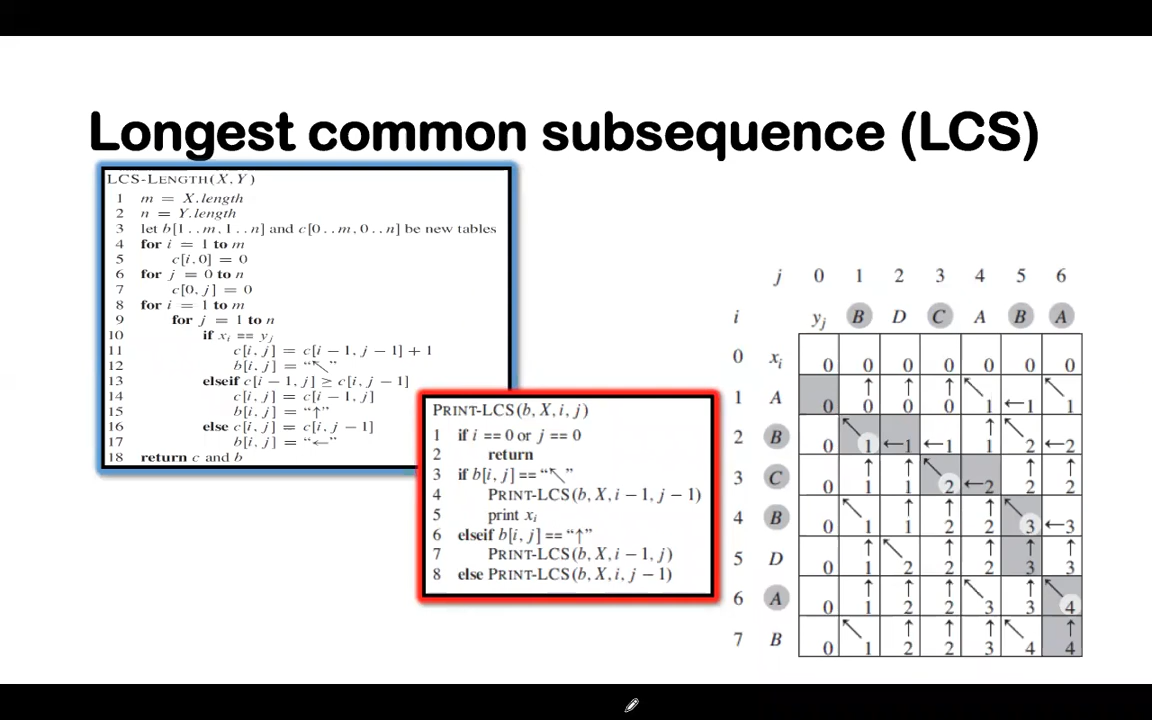 Longest common subsequence (LCS)
LCS-LENGTH(X, Y)
1 m = X.length
2 n = Y.length
3 let b[1..m, 1..n] and c[0..m, 0..n] be new tables
4 for i = 1 to m
5 c[i, 0] = 0
6 for j = 0 to n
7 c[0, j] = 0
8 for i = 1 to m
9 for j = 1 to n
10 if xᵢ == yⱼ
11 c[i, j] = c[i − 1, j − 1] + 1
12 b[i, j] = “↖”
13 elseif c[i − 1, j] ≥ c[i, j − 1]
14 c[i, j] = c[i − 1, j]
15 b[i, j] = “↑”
16 else c[i, j] = c[i, j − 1]
17 b[i, j] = “←”
18 return c and b
PRINT-LCS(b, X, i, j)
1 if i == 0 or j == 0
2 return
3 if b[i, j] == “↖”
4 PRINT-LCS(b, X, i − 1, j − 1)
5 print xᵢ
6 elseif b[i, j] == “↑”
7 PRINT-LCS(b, X, i − 1, j)
8 else PRINT-LCS(b, X, i, j − 1)
j 0 1 2 3 4 5 6
i yⱼ B D C A B A
0 xᵢ 0 0 0 0 0 0 0
1 A 0 ↑0 ↑0 ↑0 ↖1 ←1 ↖1
2 B 0 ↖1 ←1 ←1 ↑1 ↖2 ←2
3 C 0 ↑1 ↑1 ↖2 ←2 ↑2 ↑2
4 B 0 ↖1 ↑1 ↑2 ↑2 ↖3 ←3
5 D 0 ↑1 ↖2 ↑2 ↑2 ↑3 ↑3
6 A 0 ↑1 ↑2 ↑2 ↖3 ↑3 ↖4
7 B 0 ↖1 ↑2 ↑2 ↑3 ↖4 ↑4